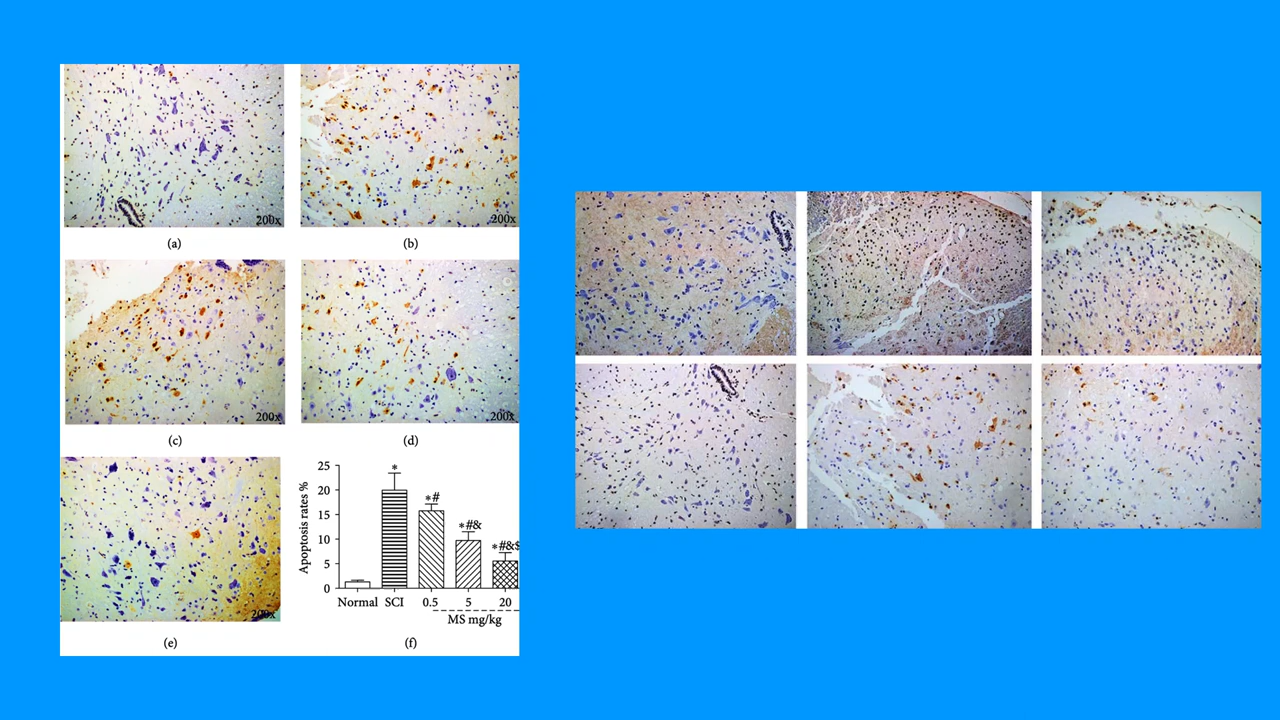 200x
200x
(a)
(b)
200x
200x
(c)
(d)
200x
(e)
Apoptosis rates %
25
20
15
10
5
0
*
*#
*#&
*#&$
Normal
SCI
0.5
5
20
MS mg/kg
(f)